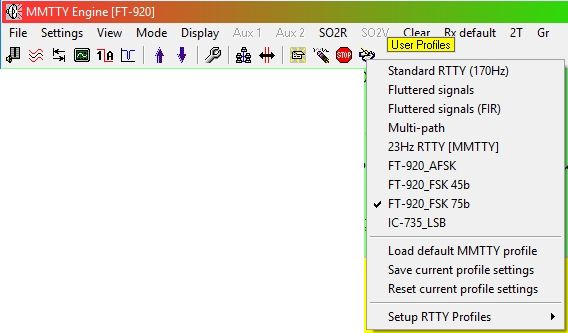 MMTTY Engine [FT-920]
File Settings View Mode Display Aux 1 Aux 2 SO2R SO2V Clear Rx default 2T Gr
User Profiles
STOP
Standard RTTY (170Hz)
Fluttered signals
Fluttered signals (FIR)
Multi-path
23Hz RTTY [MMTTY]
FT-920_AFSK
FT-920_FSK 45b
FT-920_FSK 75b
IC-735_LSB
Load default MMTTY profile
Save current profile settings
Reset current profile settings
Setup RTTY Profiles